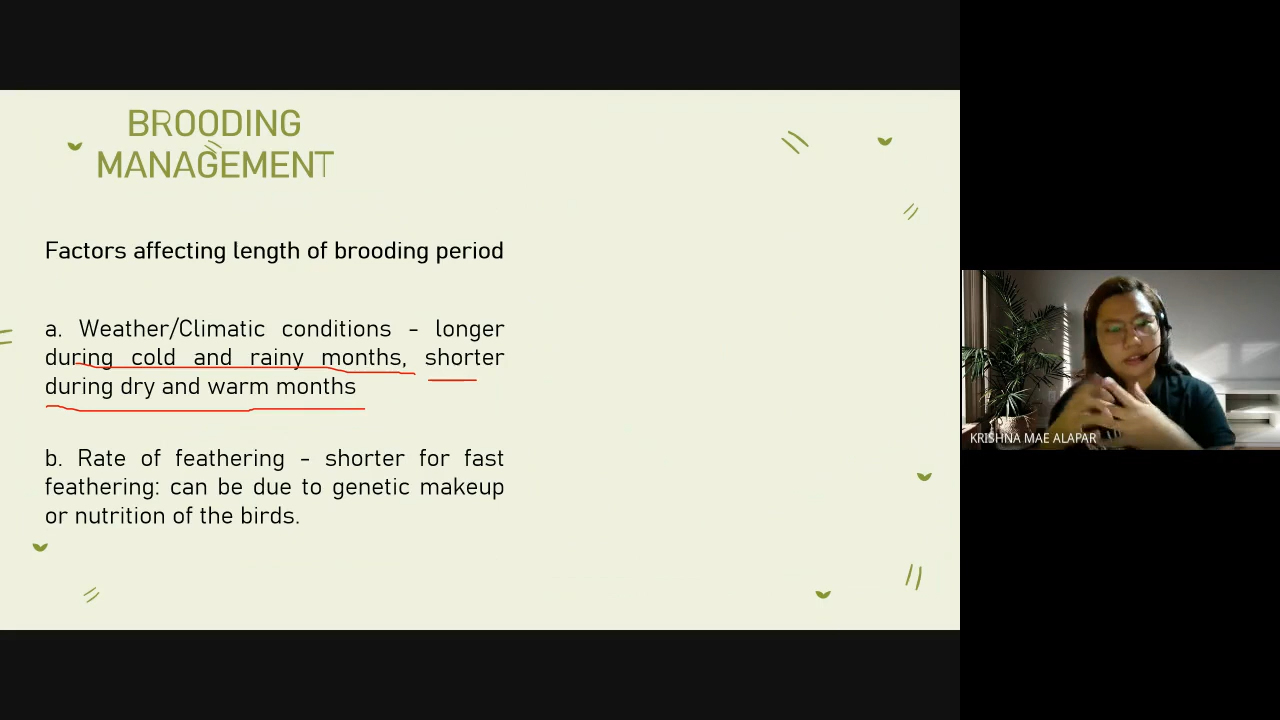 BROODING
MANAGEMENT
Factors affecting length of brooding period
a. Weather/Climatic conditions - longer
during cold and rainy months, shorter
during dry and warm months
b. Rate of feathering - shorter for fast
feathering: can be due to genetic makeup
or nutrition of the birds.
KRISHNA MAE ALAPAR